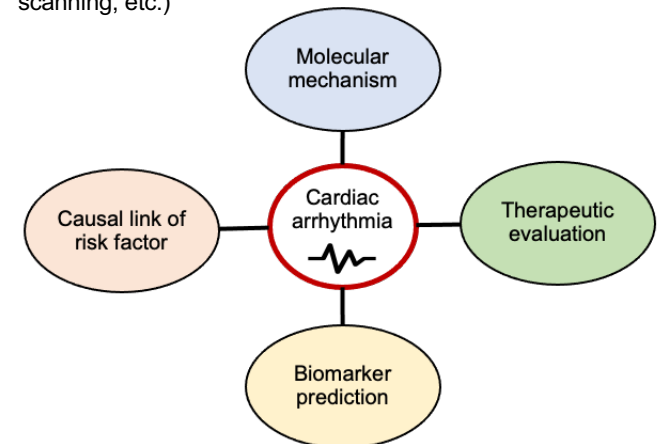 scanning, etc.)
Molecular
mechanism
Cardiac
arrhythmia
Causal link of
risk factor
Therapeutic
evaluation
Biomarker
prediction